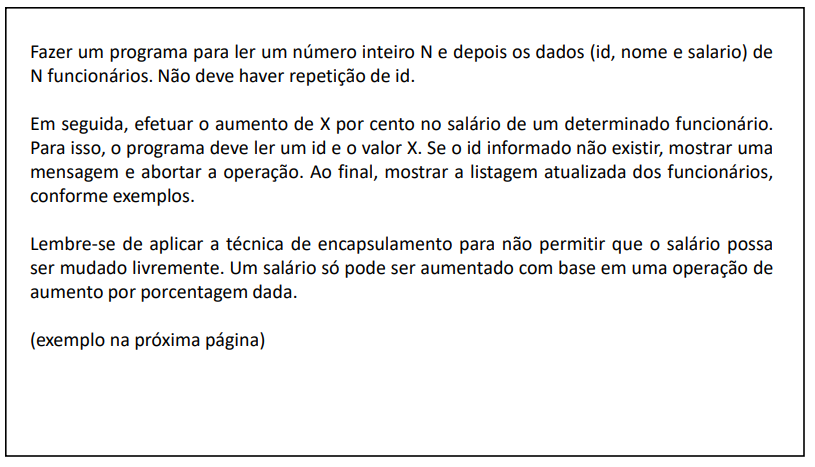 Fazer um programa para ler um número inteiro N e depois os dados (id, nome e salario) de
N funcionários. Não deve haver repetição de id.
Em seguida, efetuar o aumento de X por cento no salário de um determinado funcionário.
Para isso, o programa deve ler um id e o valor X. Se o id informado não existir, mostrar uma
mensagem e abortar a operação. Ao final, mostrar a listagem atualizada dos funcionários,
conforme exemplos.
Lembre-se de aplicar a técnica de encapsulamento para não permitir que o salário possa
ser mudado livremente. Um salário só pode ser aumentado com base em uma operação de
aumento por porcentagem dada.
(exemplo na próxima página)